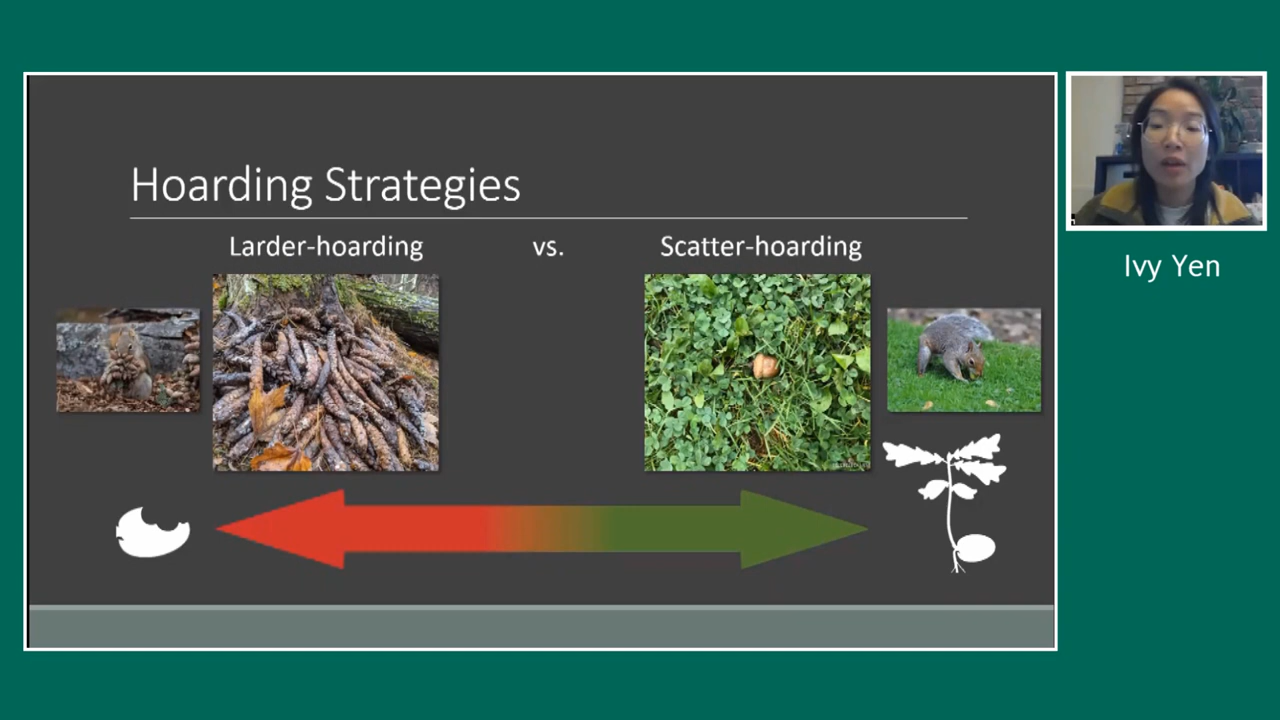 Hoarding Strategies
Larder-hoarding vs. Scatter-hoarding
Ivy Yen